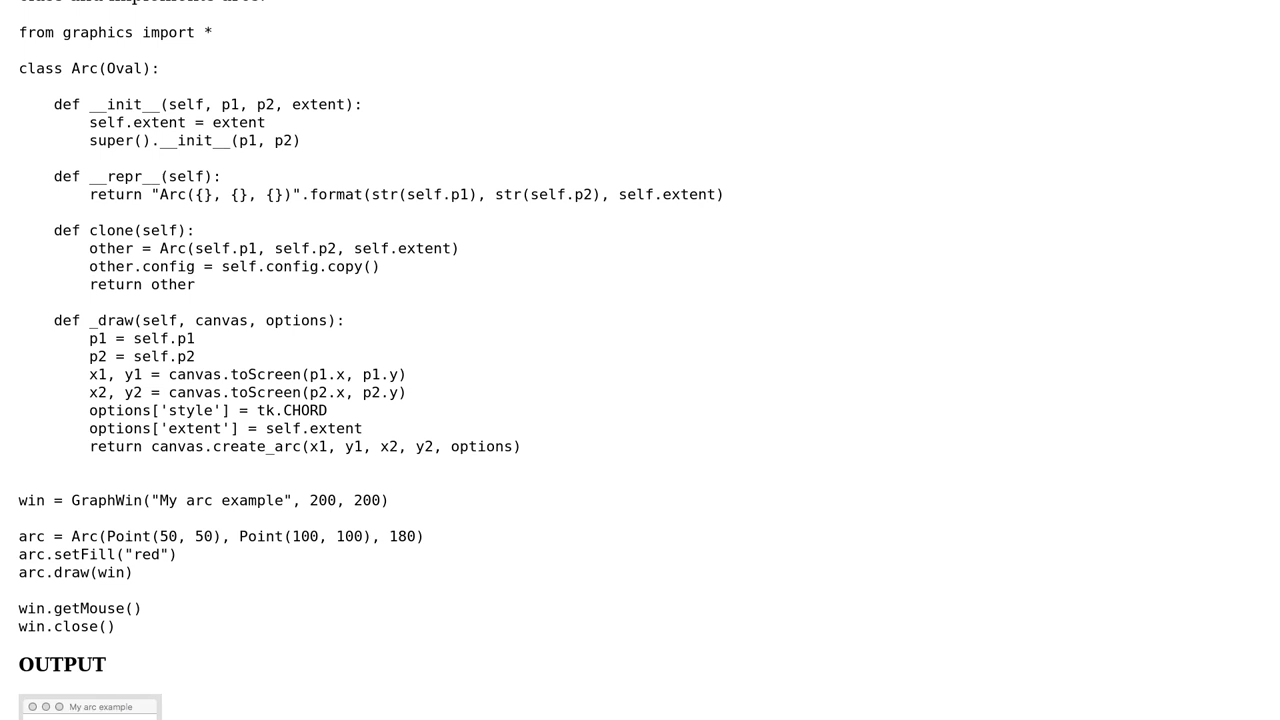 class and implements arcs.
from graphics import *
class Arc(Oval):
def __init__(self, p1, p2, extent):
self.extent = extent
super().__init__(p1, p2)
def __repr__(self):
return "Arc({}, {}, {})".format(str(self.p1), str(self.p2), self.extent)
def clone(self):
other = Arc(self.p1, self.p2, self.extent)
other.config = self.config.copy()
return other
def _draw(self, canvas, options):
p1 = self.p1
p2 = self.p2
x1, y1 = canvas.toScreen(p1.x, p1.y)
x2, y2 = canvas.toScreen(p2.x, p2.y)
options['style'] = tk.CHORD
options['extent'] = self.extent
return canvas.create_arc(x1, y1, x2, y2, options)
win = GraphWin("My arc example", 200, 200)
arc = Arc(Point(50, 50), Point(100, 100), 180)
arc.setFill("red")
arc.draw(win)
win.getMouse()
win.close()
OUTPUT
My arc example